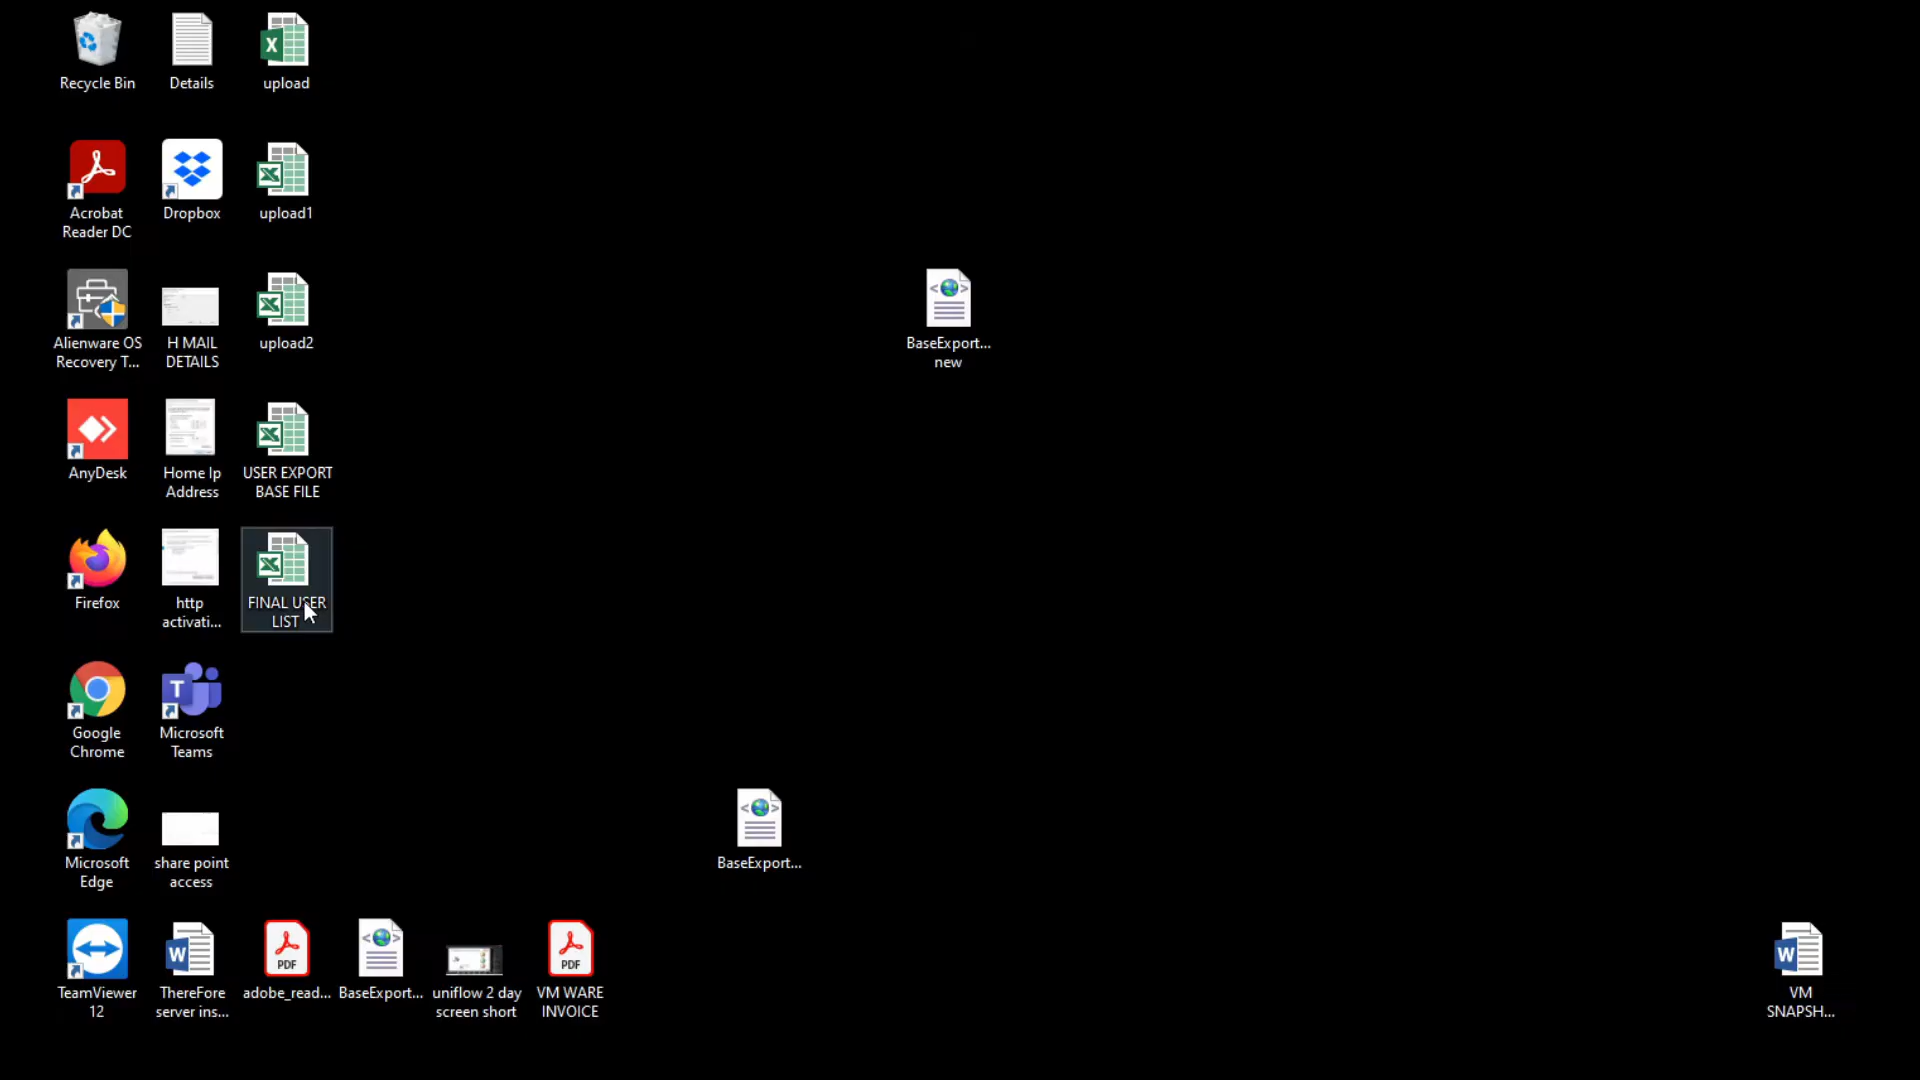 Recycle Bin
Details
upload
Acrobat
Reader DC
Dropbox
upload1
Alienware OS
Recovery T...
H MAIL
DETAILS
upload2
BaseExport...
new
AnyDesk
Home Ip
Address
USER EXPORT
BASE FILE
Firefox
http
activati...
FINAL USER
LIST
Google
Chrome
T
Microsoft
Teams
Microsoft
Edge
share point
access
BaseExport...
TeamViewer
12
W
ThereFore
server ins...
PDF
adobe_read...
BaseExport...
uniflow 2 day
screen short
PDF
VM WARE
INVOICE
W
VM
SNAPSH...